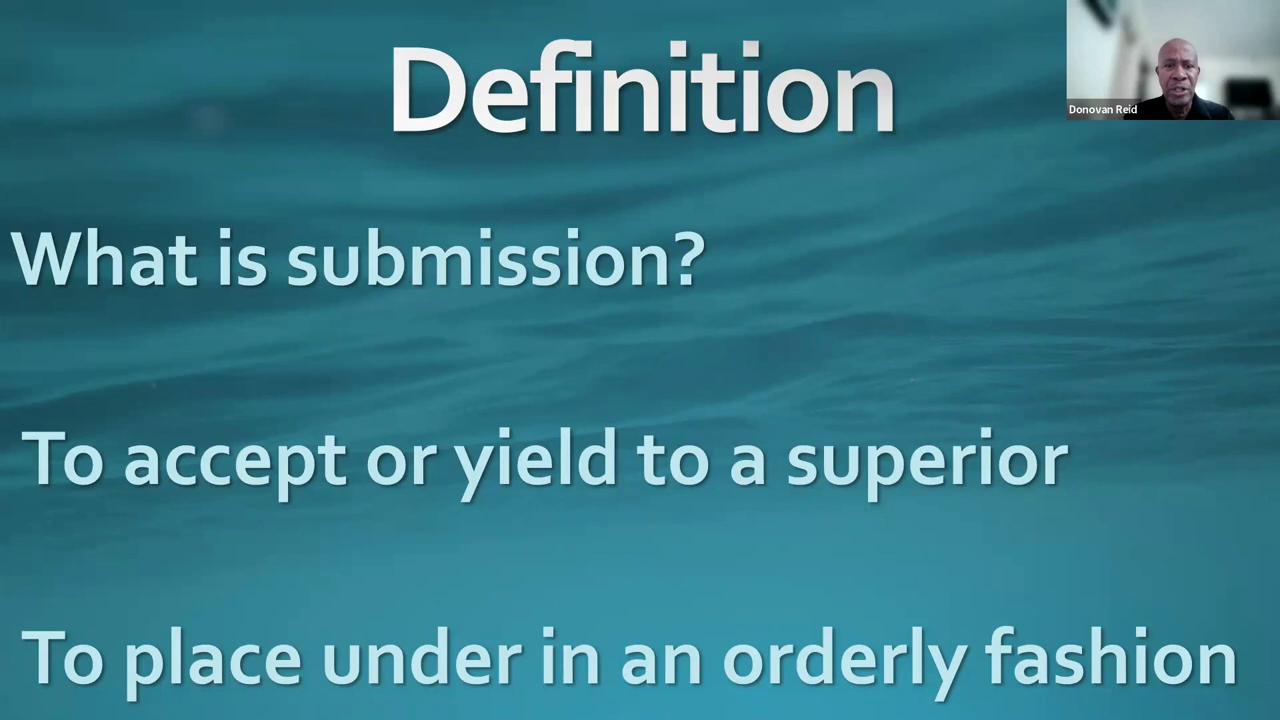 Definition
Donovan Reid
What is submission?
To accept or yield to a superior
To place under in an orderly fashion